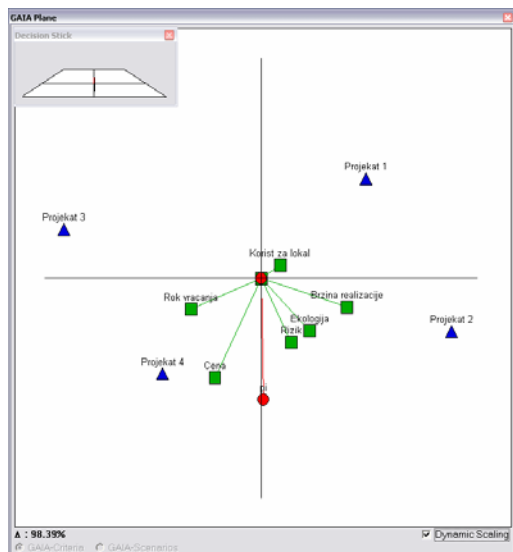 GAIA Plane
Decision Stick
Projekat 1
Projekat 3
Korist za lokal
Rok vracanja
Brzina realizacije
Ekologija
Projekat 2
Rizik
Projekat 4
Cena
pi
Δ : 98.39%
Dynamic Scaling
GAIA-Criteria GAIA-Scenarios